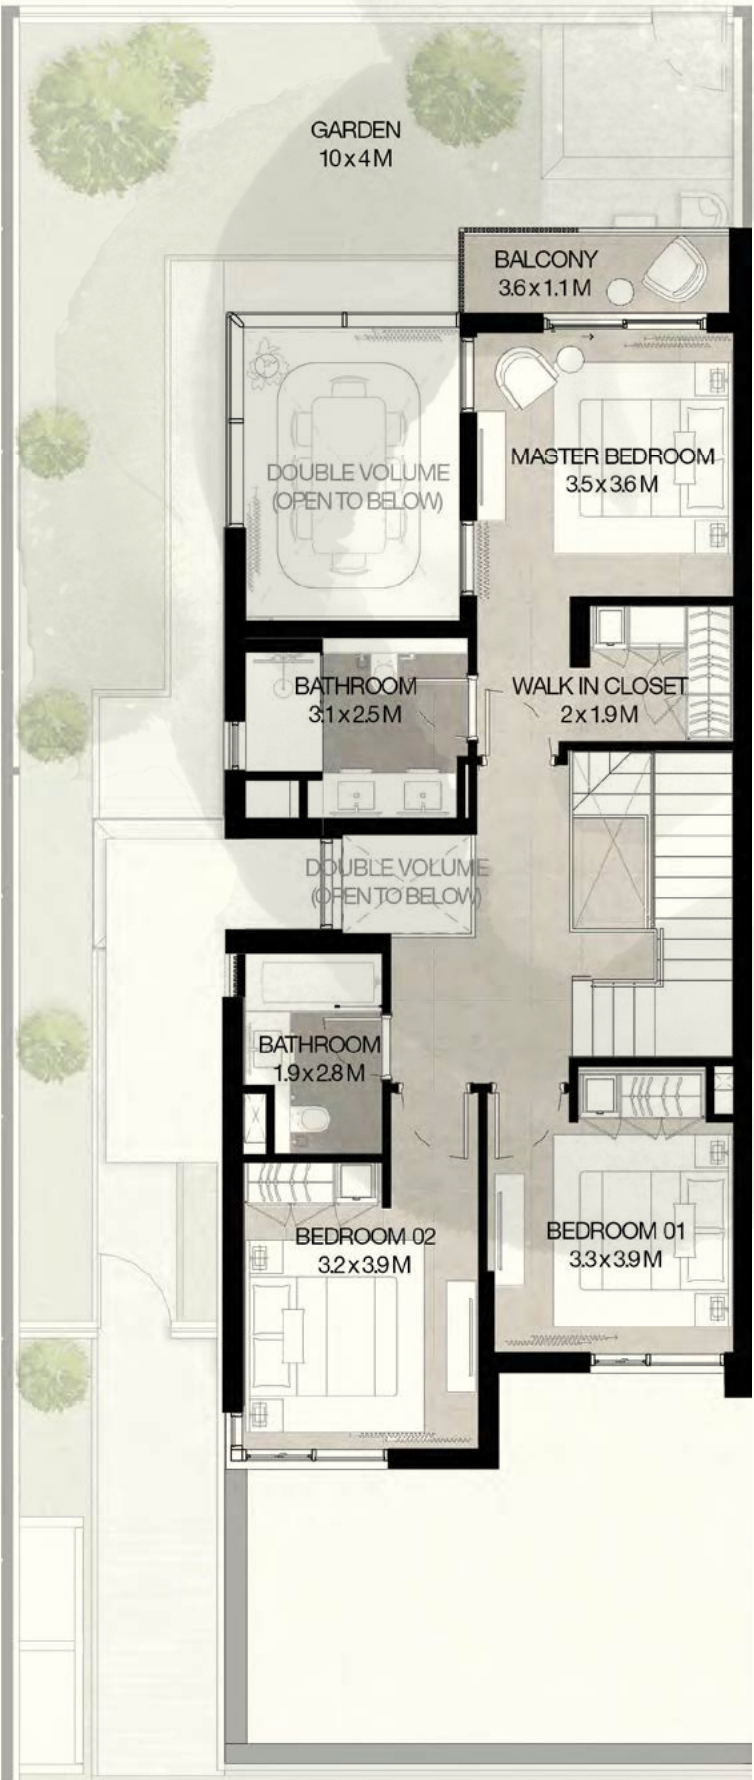 GARDEN
10 x 4 M
BALCONY
3.6 x 1.1 M
MASTER BEDROOM
3.5 x 3.6 M
DOUBLE VOLUME
(OPEN TO BELOW)
BATHROOM
3.1 x 2.5 M
WALK IN CLOSET
2 x 1.9 M
DOUBLE VOLUME
(OPEN TO BELOW)
BATHROOM
1.9 x 2.8 M
BEDROOM 02
3.2 x 3.9 M
BEDROOM 01
3.3 x 3.9 M